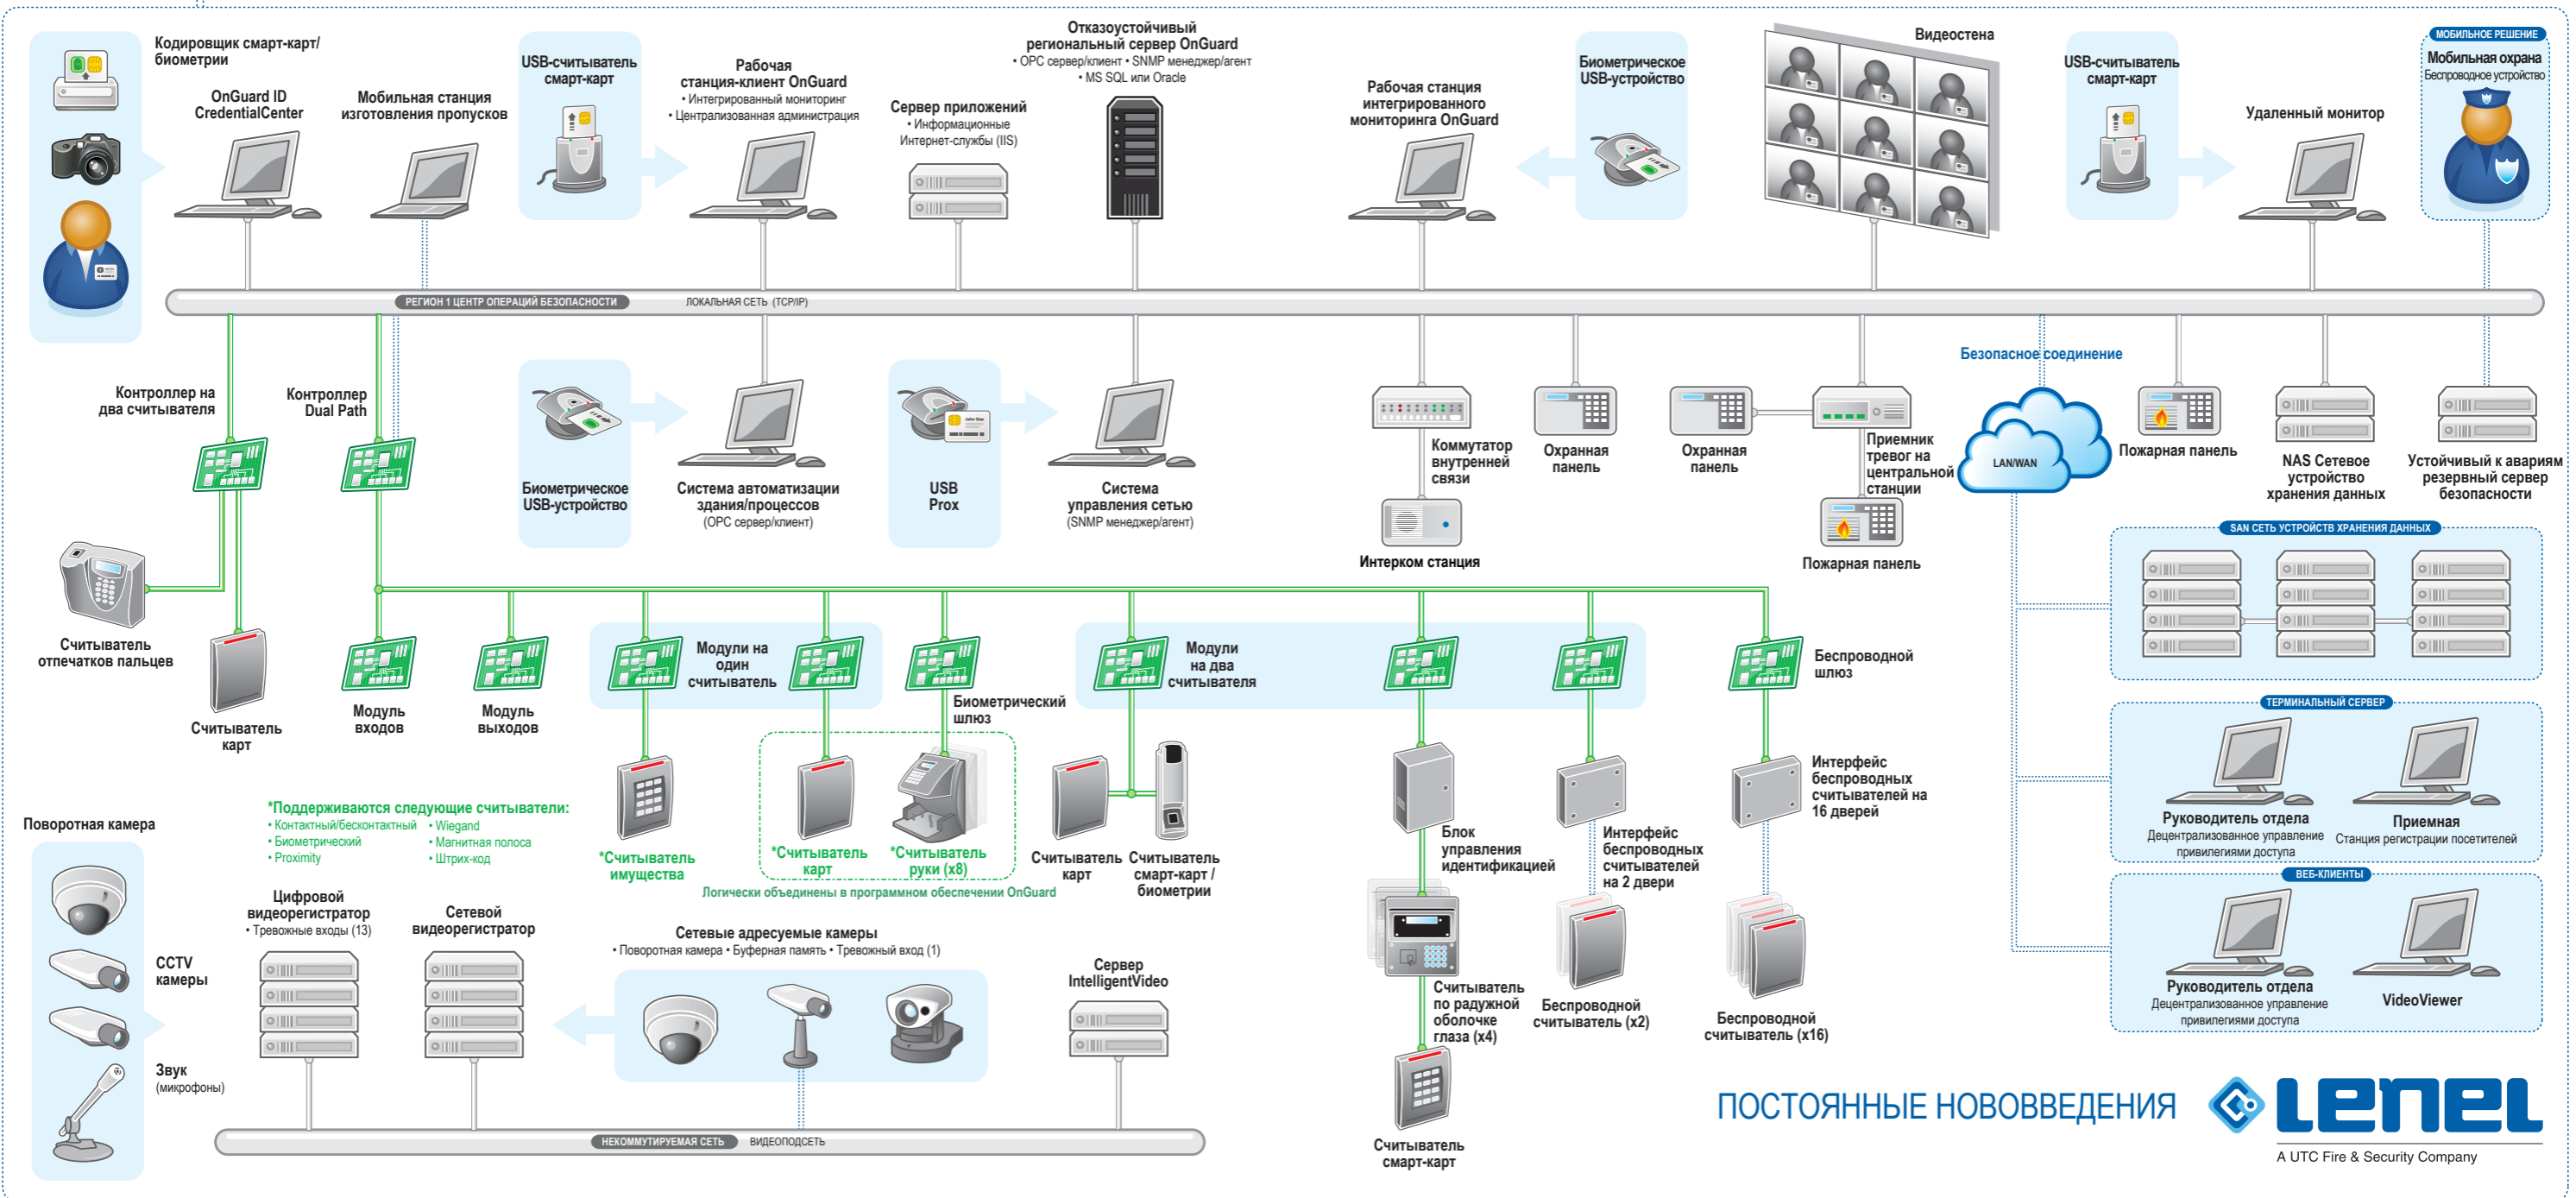 Кодировщик смарт-карт/
биометрии
OnGuard ID
CredentialCenter
Мобильная станция
изготовления пропусков
USB-считыватель
смарт-карт
Рабочая
станция-клиент OnGuard
• Интегрированный мониторинг
• Централизованная администрация
Сервер приложений
• Информационные
Интернет-службы (IIS)
Отказоустойчивый
региональный сервер OnGuard
• OPC сервер/клиент • SNMP менеджер/агент
• MS SQL или Oracle
Рабочая станция
интегрированного
мониторинга OnGuard
Биометрическое
USB-устройство
Видеостена
USB-считыватель
смарт-карт
Удаленный монитор
МОБИЛЬНОЕ РЕШЕНИЕ
Мобильная охрана
Беспроводное устройство
РЕГИОН 1 ЦЕНТР ОПЕРАЦИЙ БЕЗОПАСНОСТИ
ЛОКАЛЬНАЯ СЕТЬ (TCP/IP)
Контроллер на
два считывателя
Контроллер
Dual Path
Биометрическое
USB-устройство
Система автоматизации
здания/процессов
(OPC сервер/клиент)
USB
Prox
Система
управления сетью
(SNMP менеджер/агент)
Коммутатор
внутренней
связи
Интерком станция
Охранная
панель
Охранная
панель
Приемник
тревог на
центральной
станции
Пожарная панель
Безопасное соединение
LAN/WAN
Пожарная панель
NAS Сетевое
устройство
хранения данных
Устойчивый к авариям
резервный сервер
безопасности
SAN СЕТЬ УСТРОЙСТВ ХРАНЕНИЯ ДАННЫХ
Считыватель
отпечатков пальцев
Считыватель
карт
Модуль
входов
Модуль
выходов
Модули на
один
считыватель
Биометрический
шлюз
Модули
на два
считывателя
Беспроводной
шлюз
ТЕРМИНАЛЬНЫЙ СЕРВЕР
Руководитель отдела
Децентрализованное управление
привилегиями доступа
Приемная
Станция регистрации посетителей
*Поддерживаются следующие считыватели:
• Контактный/бесконтактный
• Биометрический
• Proximity
• Wiegand
• Магнитная полоса
• Штрих-код
*Считыватель
имущества
*Считыватель
карт
*Считыватель
руки (x8)
Логически объединены в программном обеспечении OnGuard
Считыватель
карт
Считыватель
смарт-карт /
биометрии
Блок
управления
идентификацией
Интерфейс
беспроводных
считывателей
на 2 двери
Интерфейс
беспроводных
считывателей на
16 дверей
ВЕБ-КЛИЕНТЫ
Руководитель отдела
Децентрализованное управление
привилегиями доступа
VideoViewer
Поворотная камера
CCTV
камеры
Звук
(микрофоны)
Цифровой
видеорегистратор
• Тревожные входы (13)
Сетевой
видеорегистратор
Сетевые адресуемые камеры
• Поворотная камера • Буферная память • Тревожный вход (1)
Сервер
IntelligentVideo
Считыватель
по радужной
оболочке
глаза (x4)
Беспроводной
считыватель (x2)
Беспроводной
считыватель (x16)
Считыватель
смарт-карт
НЕКОММУТИРУЕМАЯ СЕТЬ
ВИДЕОПОДСЕТЬ
ПОСТОЯННЫЕ НОВОВВЕДЕНИЯ
LENEL
A UTC Fire & Security Company